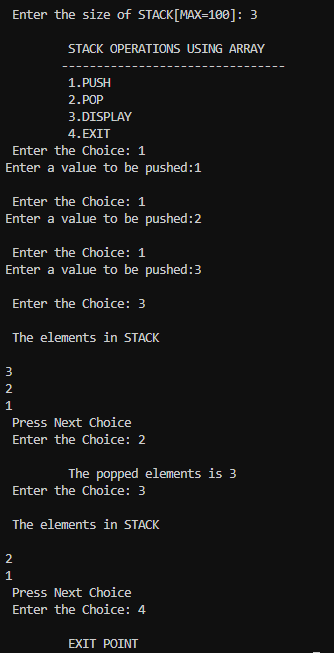 Enter the size of STACK[MAX=100]: 3
STACK OPERATIONS USING ARRAY
--------------------------------
1.PUSH
2.POP
3.DISPLAY
4.EXIT
Enter the Choice: 1
Enter a value to be pushed:1
Enter the Choice: 1
Enter a value to be pushed:2
Enter the Choice: 1
Enter a value to be pushed:3
Enter the Choice: 3
The elements in STACK
3
2
1
Press Next Choice
Enter the Choice: 2
The popped elements is 3
Enter the Choice: 3
The elements in STACK
2
1
Press Next Choice
Enter the Choice: 4
EXIT POINT